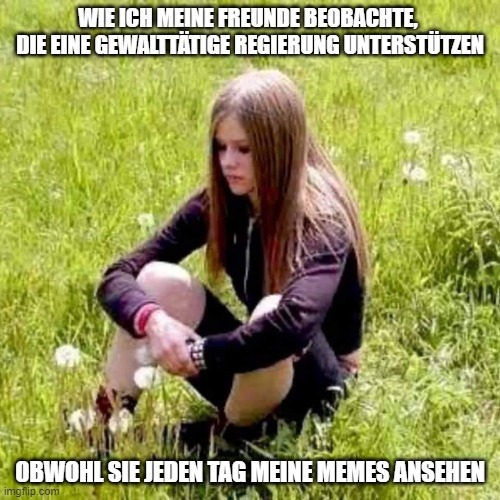 WIE ICH MEINE FREUNDE BEOBACHTE,
DIE EINE GEWALTTÄTIGE REGIERUNG UNTERSTÜTZEN
OBWOHL SIE JEDEN TAG MEINE MEMES ANSEHEN
imgflip.com